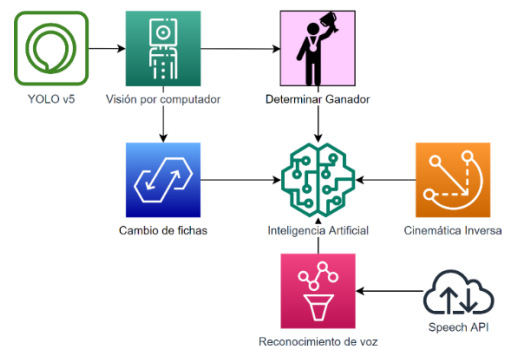 YOLO v5
Visión por computador
Determinar Ganador
Cambio de fichas
Inteligencia Artificial
Cinemática Inversa
Reconocimiento de voz
Speech API